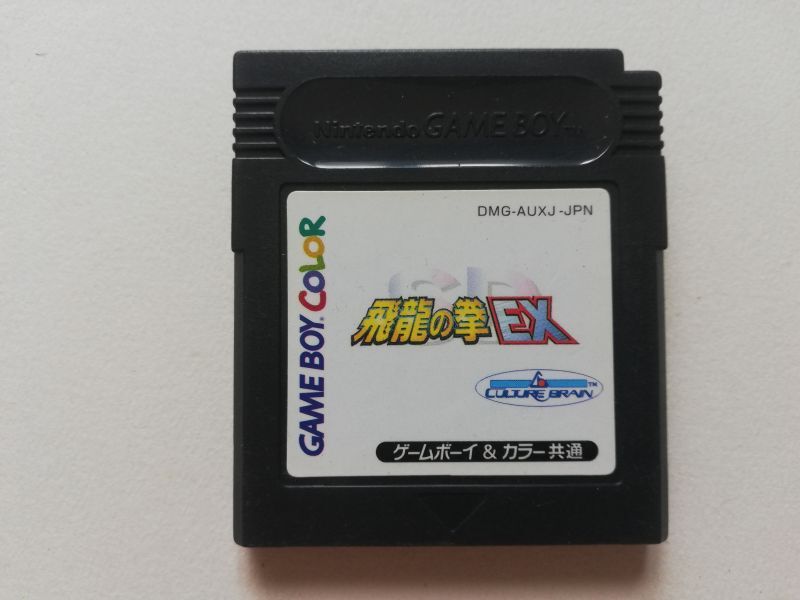 Nintendo GAME BOY™
DMG-AUXJ-JPN
GAME BOY COLOR
SD
飛龍の拳EX
CULTURE BRAIN™
ゲームボーイ & カラー共通